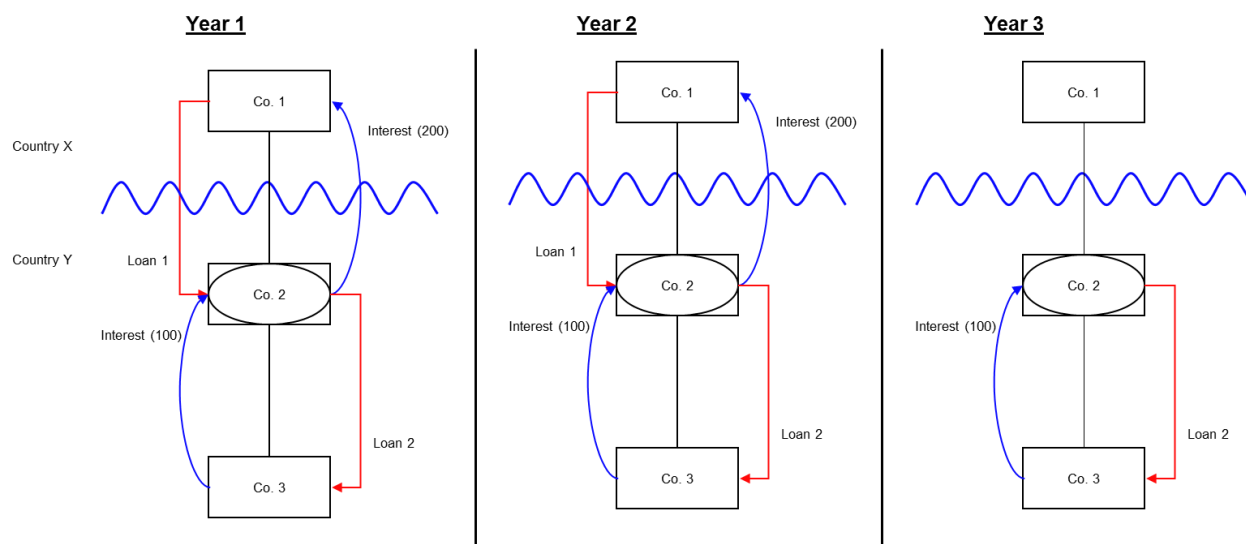 Year 1
Year 2
Year 3
Co. 1
Interest (200)
Country X
Country Y
Loan 1
Co. 2
Interest (100)
Loan 2
Co. 3
Co. 1
Interest (200)
Loan 1
Co. 2
Interest (100)
Loan 2
Co. 3
Co. 1
Co. 2
Interest (100)
Loan 2
Co. 3